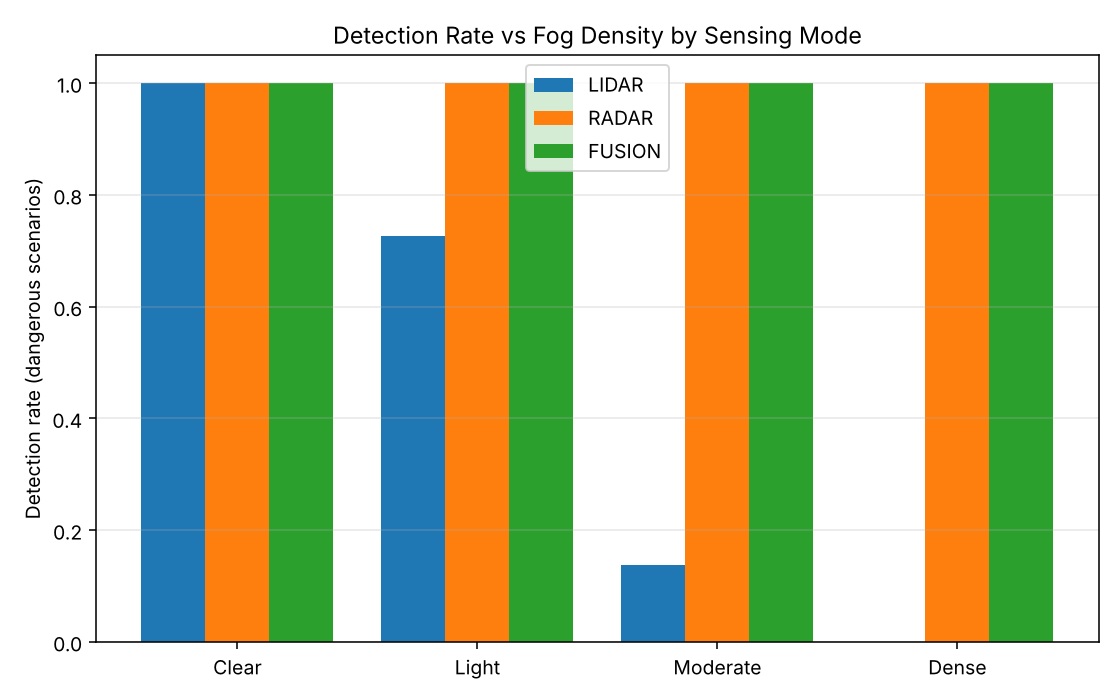 Detection Rate vs Fog Density by Sensing Mode
LIDAR
RADAR
FUSION
Detection rate (dangerous scenarios)
1.0
0.8
0.6
0.4
0.2
0.0
Clear
Light
Moderate
Dense